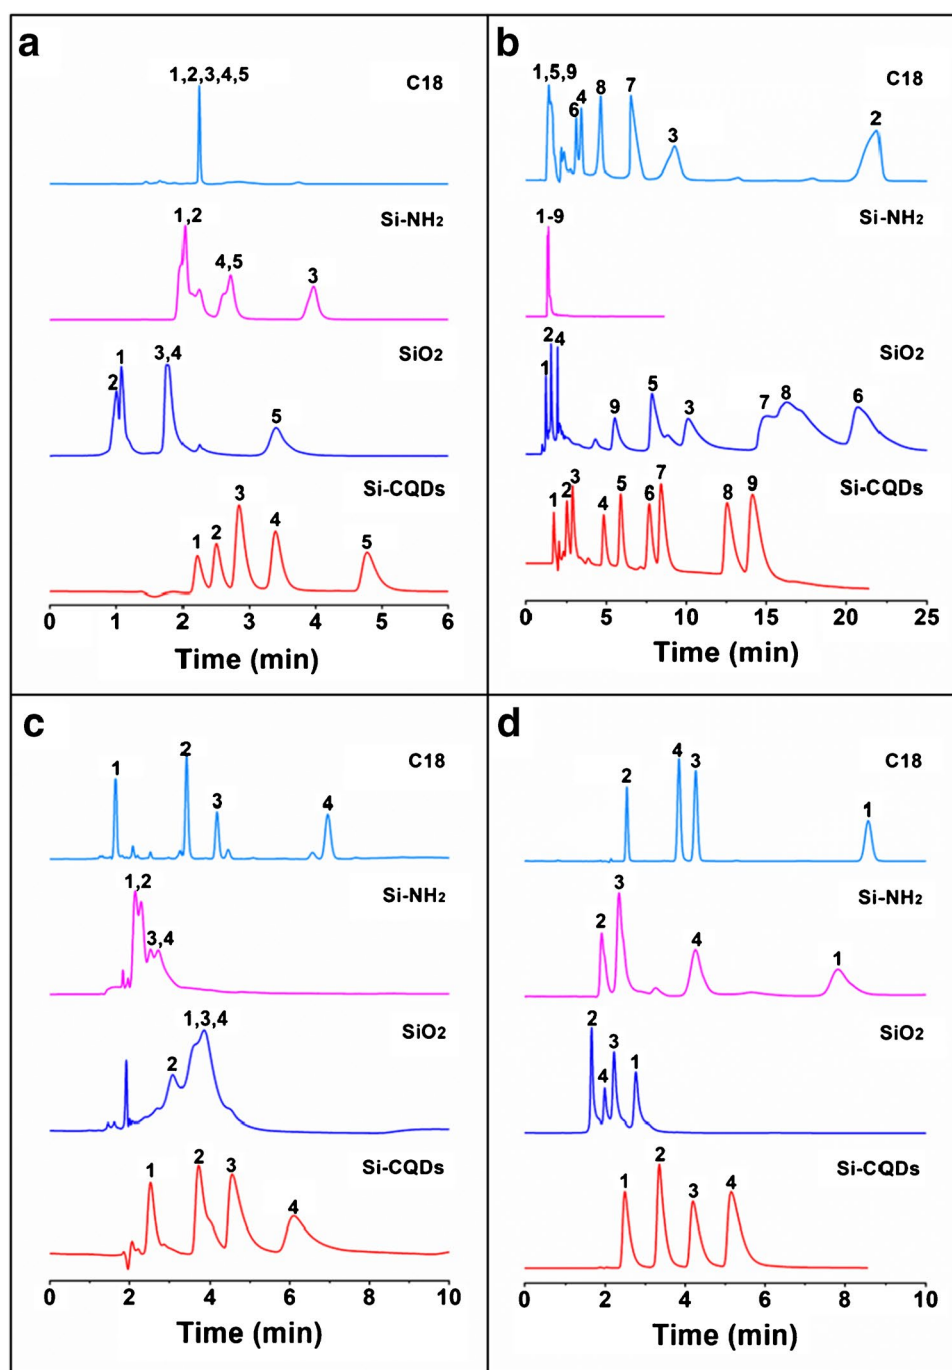 a
1,2,3,4,5
C18
1,2
Si-NH2
4,5
3
SiO2
1
3,4
2
5
Si-CQDs
3
4
2
1
5
0 1 2 3 4 5 6
Time (min)
b
1,5,9
C18
6 4 8 7
3
2
1-9
Si-NH2
SiO2
2 4
1
5
9
3
7 8 6
Si-CQDs
1 2 3
4 5 6 7
8 9
0 5 10 15 20 25
Time (min)
c
C18
1
2
3
4
1,2
Si-NH2
3,4
SiO2
1,3,4
2
Si-CQDs
1
2
3
4
0 2 4 6 8 10
Time (min)
d
C18
2
4 3
1
Si-NH2
3
2
4
1
SiO2
2
3
4
1
Si-CQDs
1
2
3
4
0 2 4 6 8 10
Time (min)